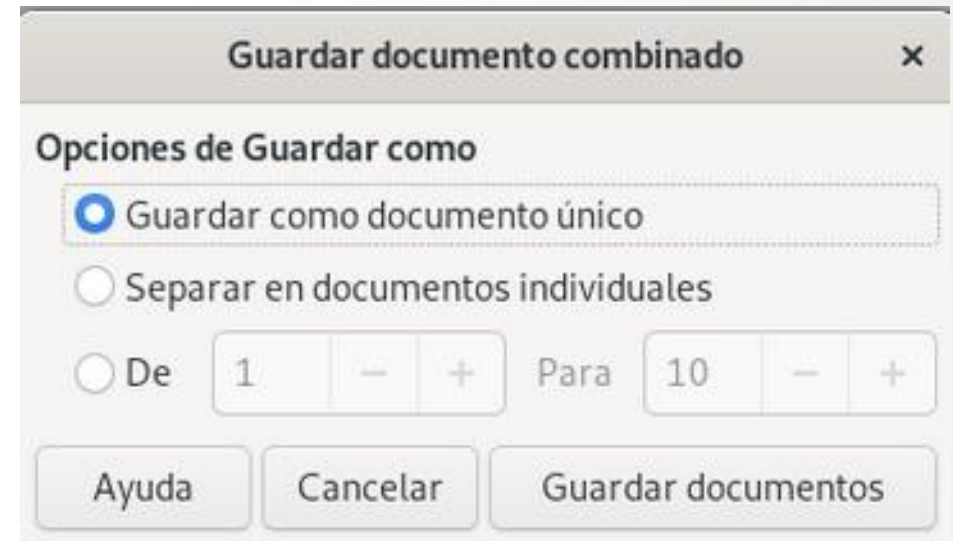 Guardar documento combinado ×
Opciones de Guardar como
Guardar como documento único
Separar en documentos individuales
De 1 − + Para 10 − +
Ayuda Cancelar Guardar documentos